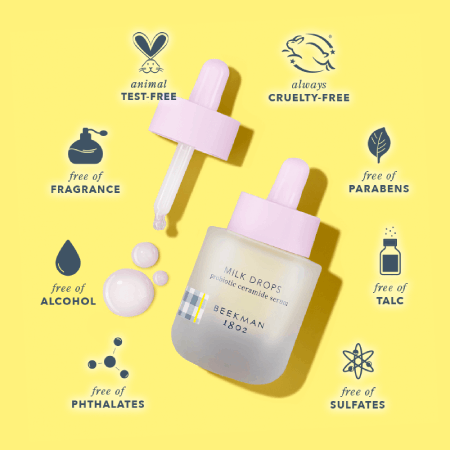 animal
TEST-FREE
always
CRUELTY-FREE
free of
FRAGRANCE
free of
PARABENS
free of
ALCOHOL
free of
TALC
free of
PHTHALATES
free of
SULFATES
MILK DROPS
probiotic ceramide serum
BEEKMAN
1802